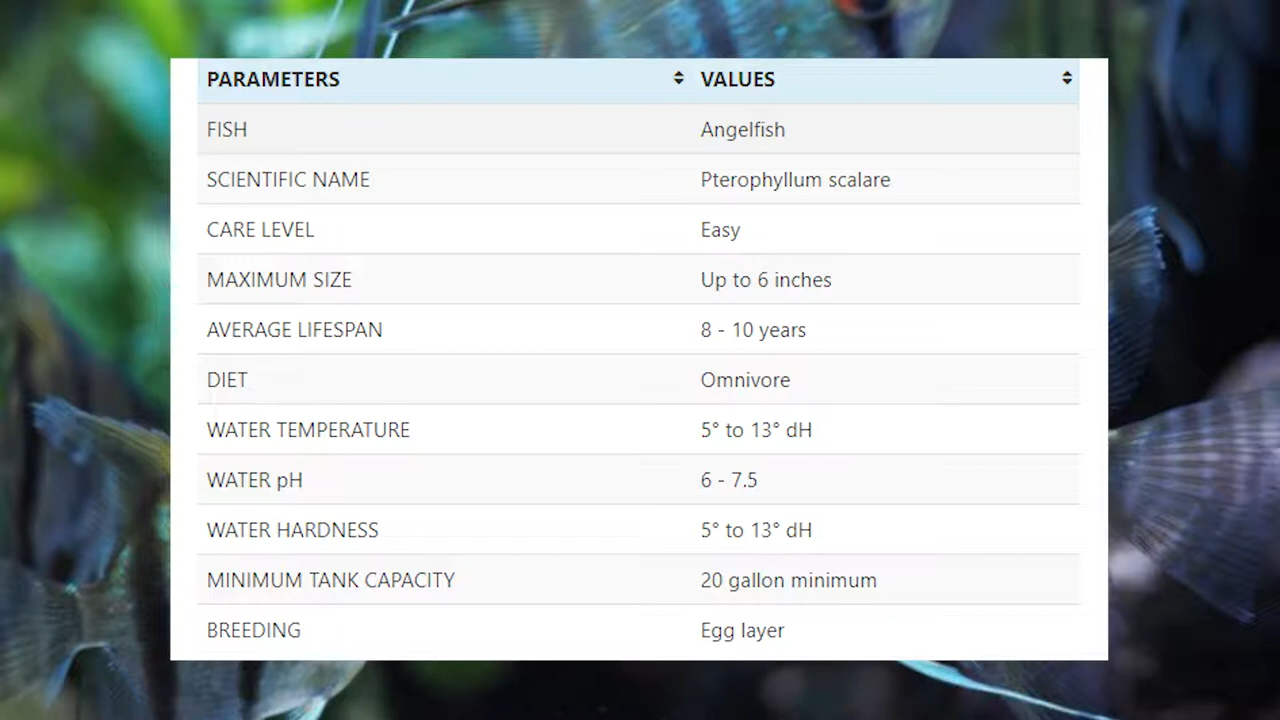 PARAMETERS VALUES
FISH Angelfish
SCIENTIFIC NAME Pterophyllum scalare
CARE LEVEL Easy
MAXIMUM SIZE Up to 6 inches
AVERAGE LIFESPAN 8 - 10 years
DIET Omnivore
WATER TEMPERATURE 5° to 13° dH
WATER pH 6 - 7.5
WATER HARDNESS 5° to 13° dH
MINIMUM TANK CAPACITY 20 gallon minimum
BREEDING Egg layer